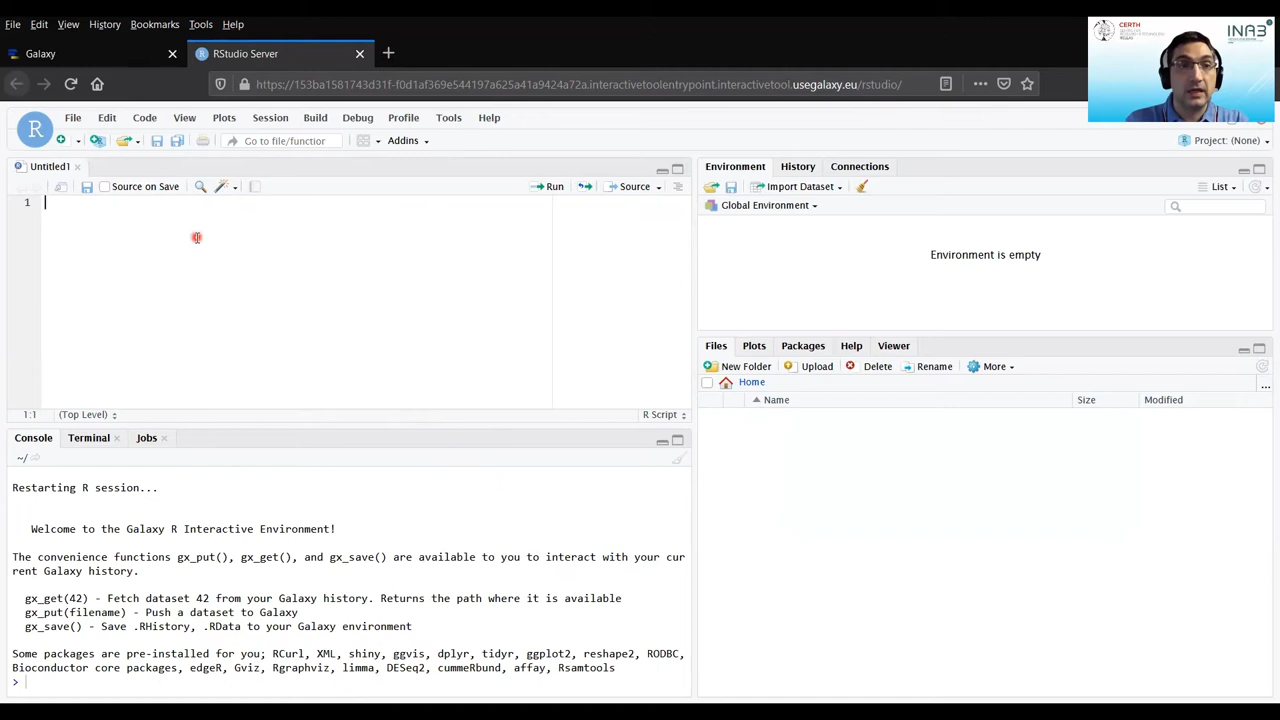 File Edit View History Bookmarks Tools Help
Galaxy
RStudio Server
https://153ba1581743d31f-f0d1af369e544197a625a41a9424a72a.interactivetoolentrypoint.interactivetool.usegalaxy.eu/rstudio/
CERTH
INAB
File Edit Code View Plots Session Build Debug Profile Tools Help
Go to file/functior
Addins
Project: (None)
Untitled1
Source on Save
Run
Source
1
1:1
(Top Level)
R Script
Console Terminal Jobs
~/
Restarting R session...
Welcome to the Galaxy R Interactive Environment!
The convenience functions gx_put(), gx_get(), and gx_save() are available to you to interact with your cur
rent Galaxy history.
gx_get(42) - Fetch dataset 42 from your Galaxy history. Returns the path where it is available
gx_put(filename) - Push a dataset to Galaxy
gx_save() - Save .RHistory, .RData to your Galaxy environment
Some packages are pre-installed for you; RCurl, XML, shiny, ggvis, dplyr, tidyr, ggplot2, reshape2, RODBC,
Bioconductor core packages, edgeR, Gviz, Rgraphviz, limma, DESeq2, cummeRbund, affay, Rsamtools
>
Environment History Connections
Import Dataset
List
Global Environment
Environment is empty
Files Plots Packages Help Viewer
New Folder Upload Delete Rename More
Home
...
Name Size Modified